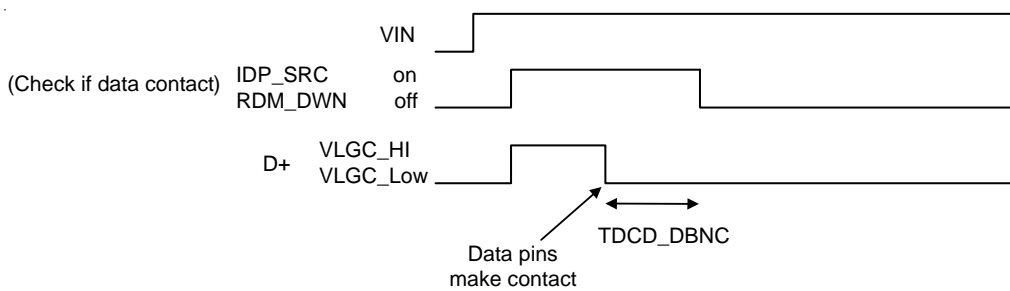 VIN
(Check if data contact) IDP_SRC on
RDM_DWN off
D+ VLGC_HI
VLGC_Low
TDCD_DBNC
Data pins
make contact